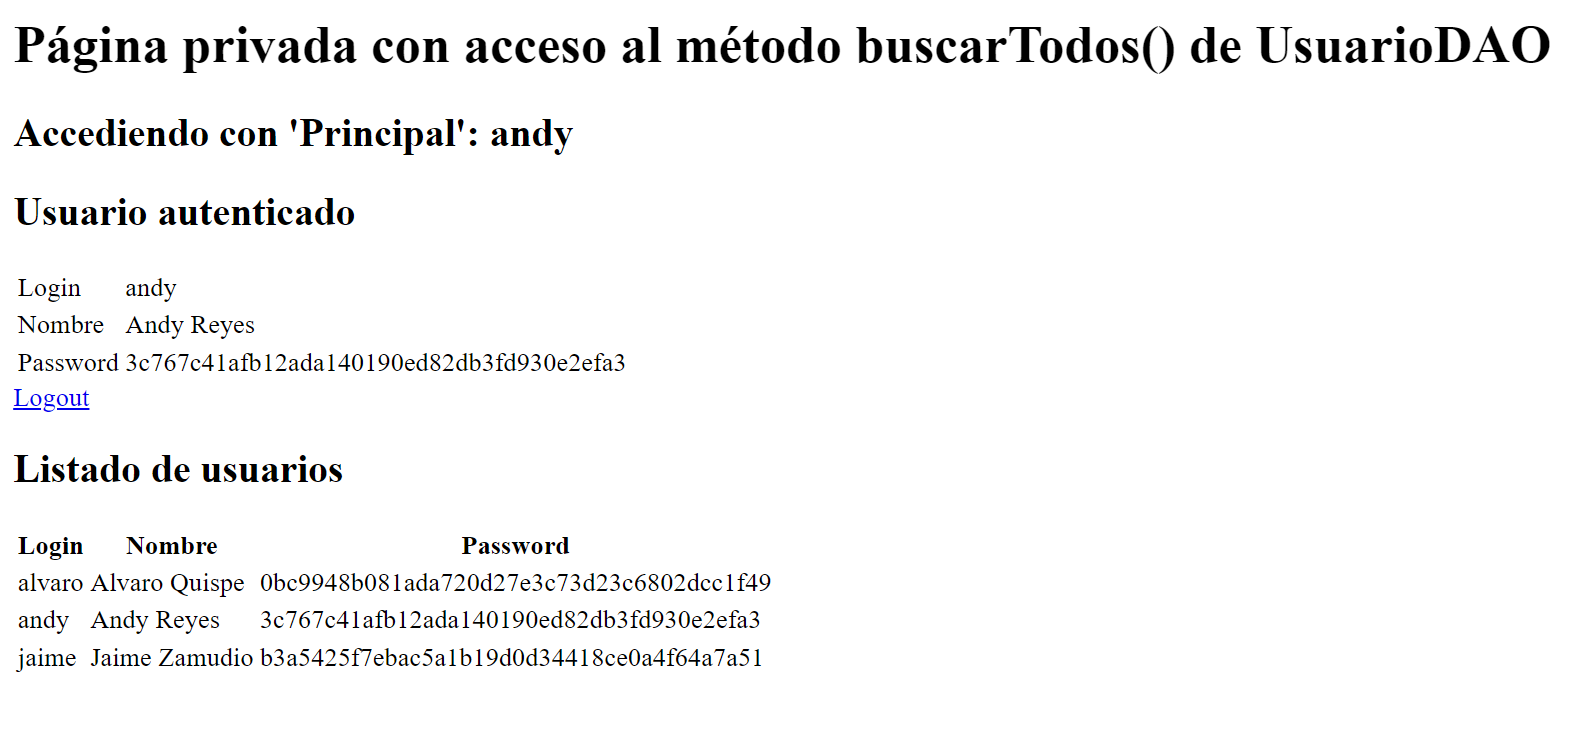 Página privada con acceso al método buscarTodos() de UsuarioDAO
Accediendo con 'Principal': andy
Usuario autenticado
Login andy
Nombre Andy Reyes
Password 3c767c41afb12ada140190ed82db3fd930e2efa3
Logout
Listado de usuarios
Login Nombre Password
alvaro Alvaro Quispe 0bc9948b081ada720d27e3c73d23c6802dcc1f49
andy Andy Reyes 3c767c41afb12ada140190ed82db3fd930e2efa3
jaime Jaime Zamudio b3a5425f7ebac5a1b19d0d34418ce0a4f64a7a51